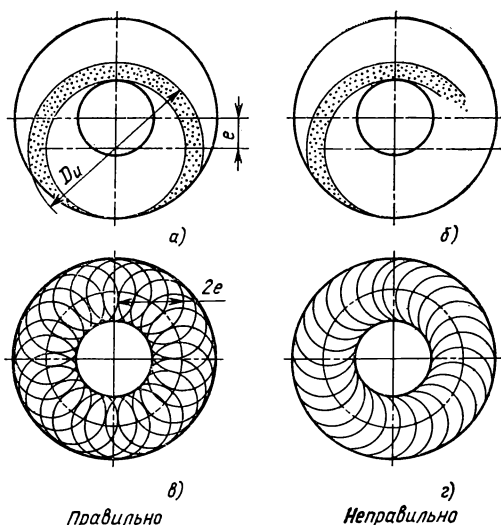 Dи
e
а)
б)
2e
в)
г)
Правильно
Неправильно